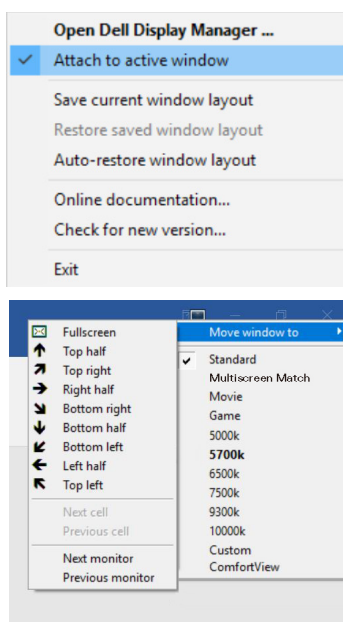 Open Dell Display Manager ...
Attach to active window
Save current window layout
Restore saved window layout
Auto-restore window layout
Online documentation...
Check for new version...
Exit
Fullscreen
Top half
Top right
Right half
Bottom right
Bottom half
Bottom left
Left half
Top left
Next cell
Previous cell
Next monitor
Previous monitor
Move window to
Standard
Multiscreen Match
Movie
Game
5000k
5700k
6500k
7500k
9300k
10000k
Custom
ComfortView